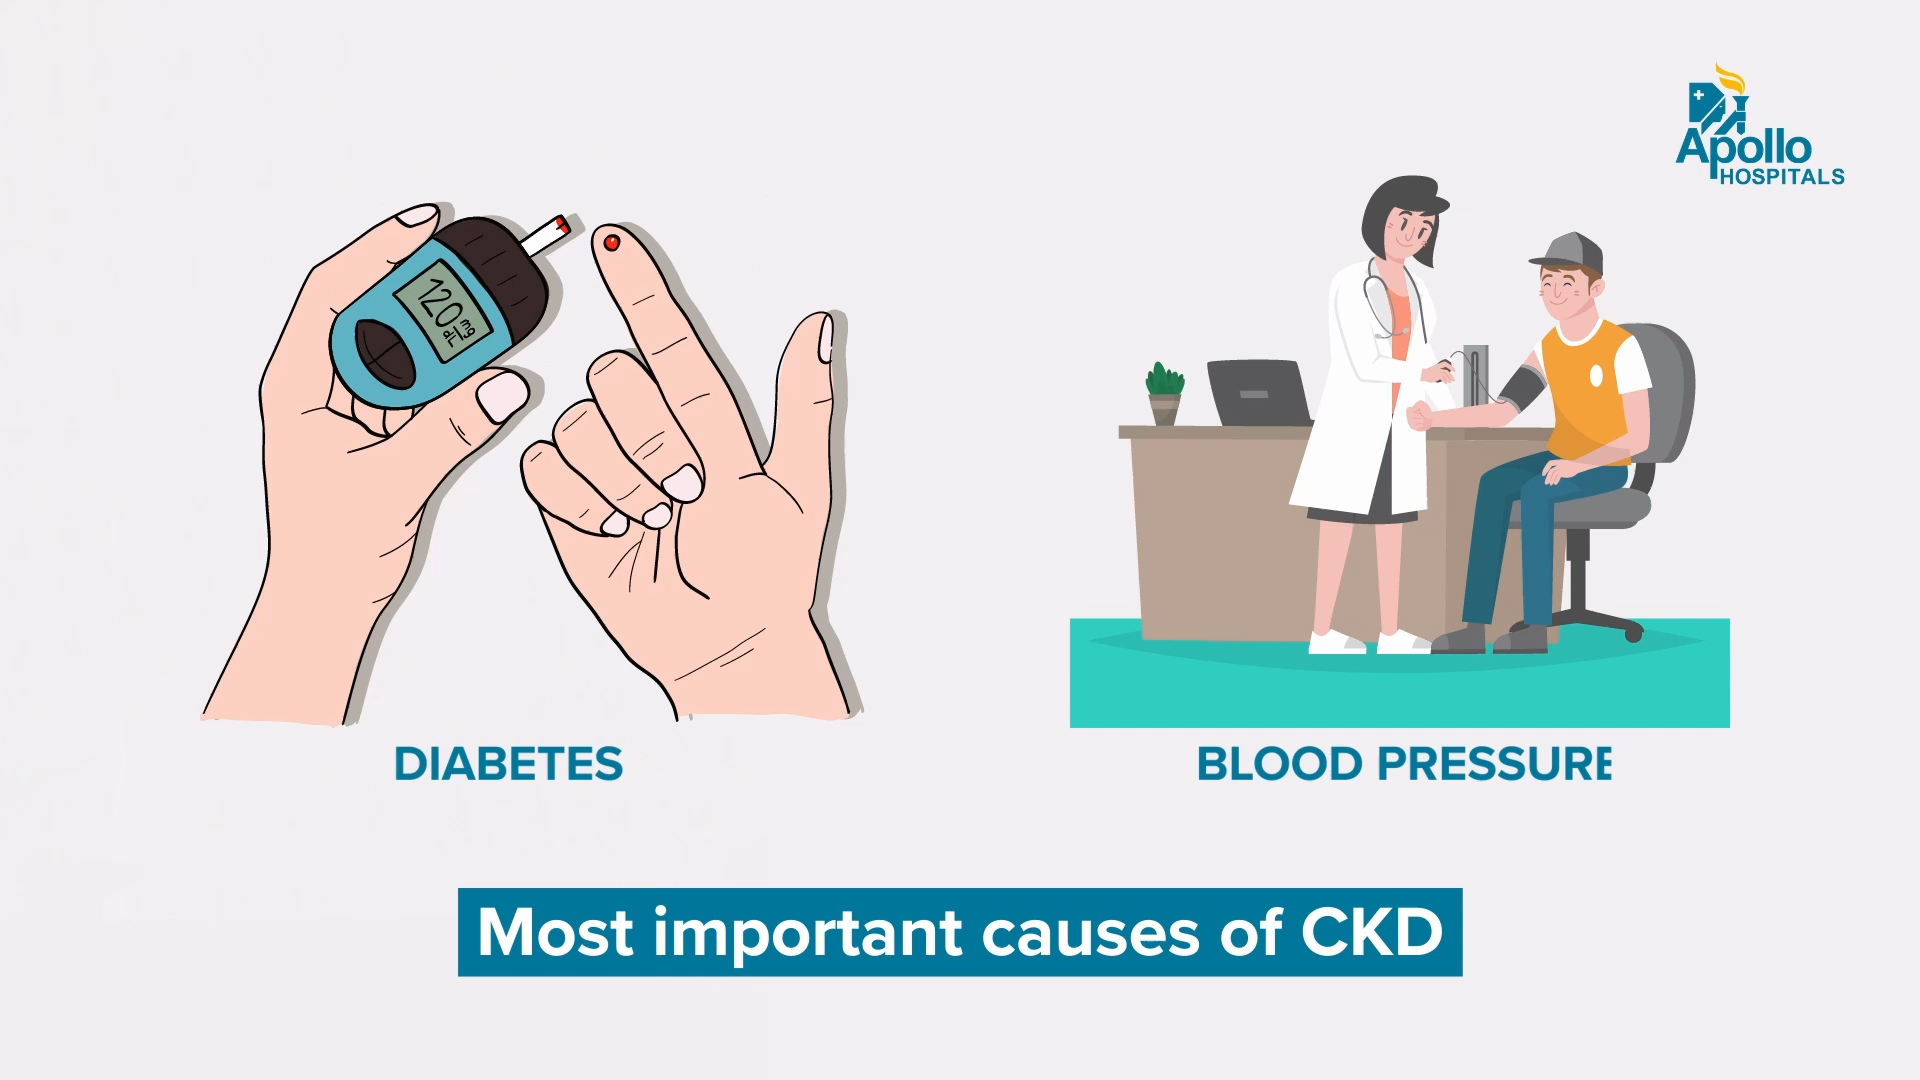 Apollo
HOSPITALS
120
mg
dL
DIABETES
BLOOD PRESSURE
Most important causes of CKD